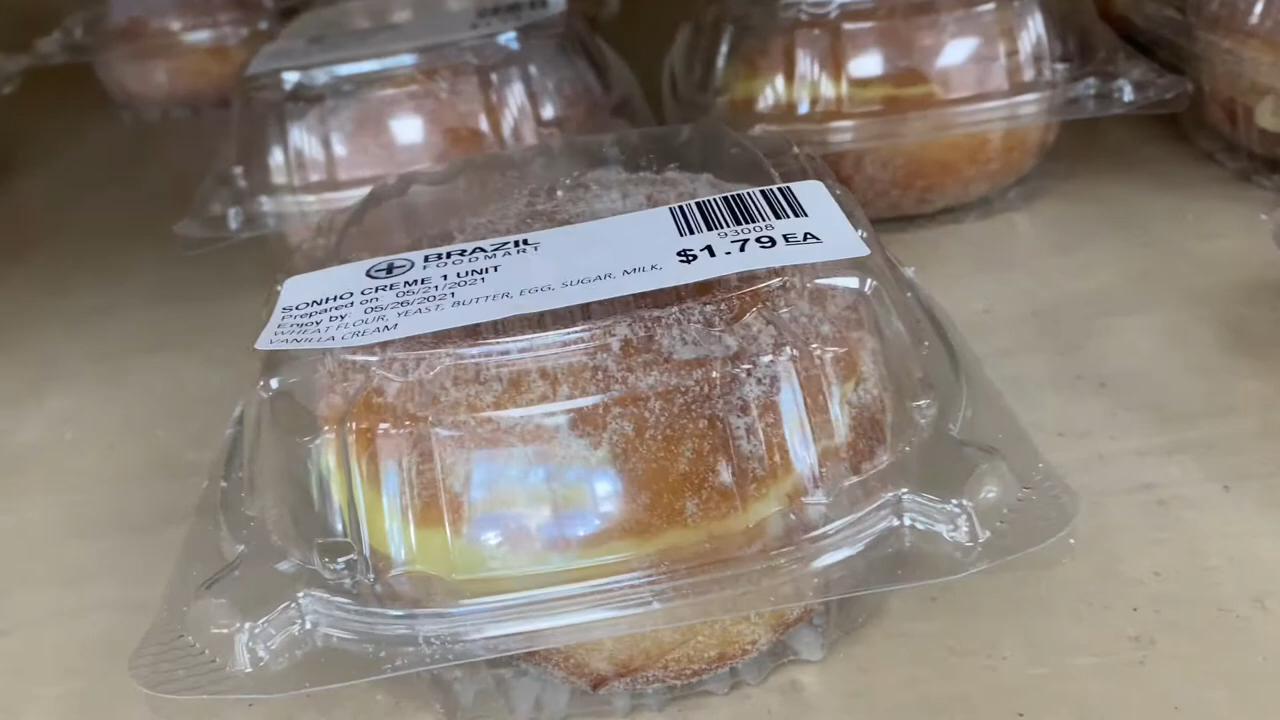 BRAZIL
FOODMART
SONHO CREME 1 UNIT
Prepared on: 05/21/2021
Enjoy by: 05/26/2021
WHEAT FLOUR, YEAST, BUTTER, EGG, SUGAR, MILK,
VANILLA CREAM
93008
$1.79 EA